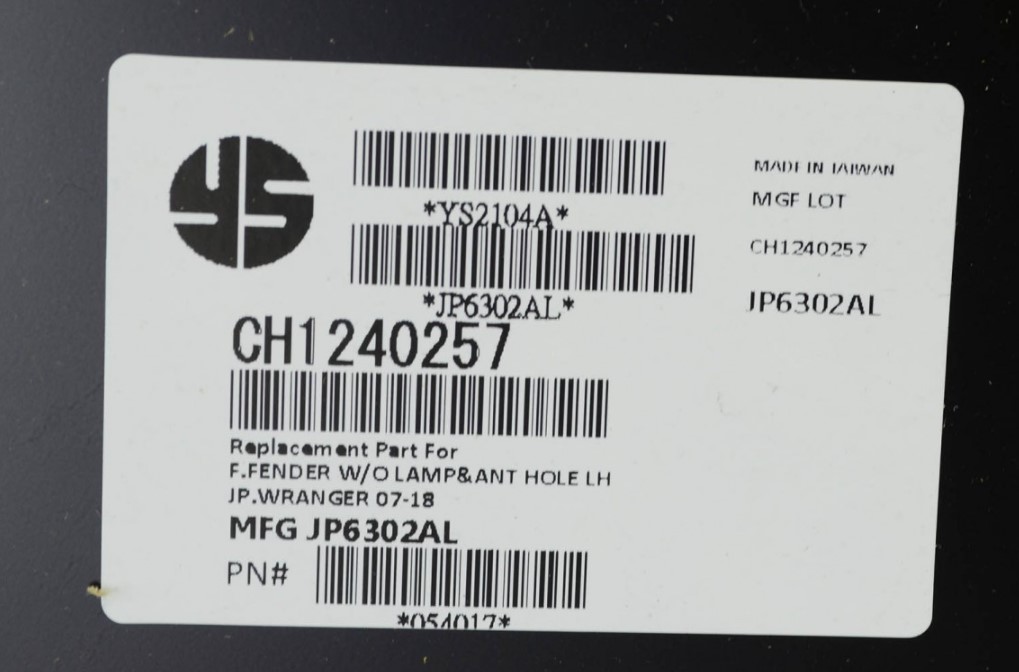 YS
*YS2104A*
*JP6302AL*
CH1240257
Replacement Part For
F.FENDER W/O LAMP&ANT HOLE LH
JP.WRANGER 07-18
MFG JP6302AL
PN#
*054017*
MADE IN TAIWAN
MGF LOT
CH1240257
JP6302AL